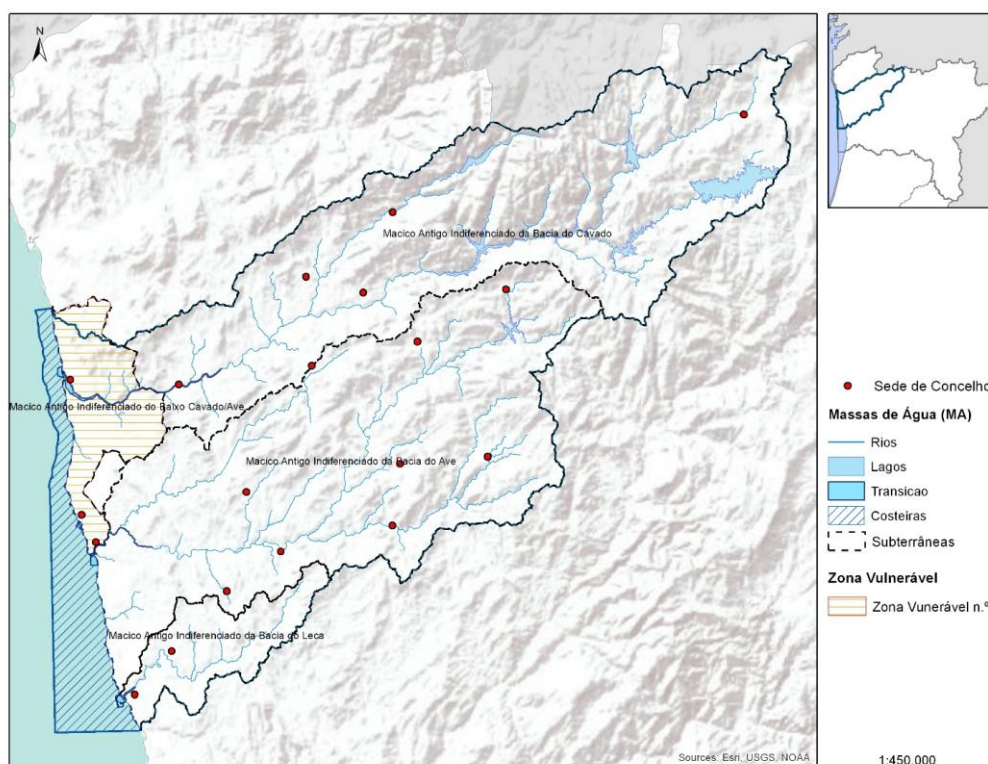 N
Macico Antigo Indiferenciado da Bacia do Cávado
Macico Antigo Indiferenciado do Baixo Cávado/Ave
Macico Antigo Indiferenciado da Bacia do Ave
Macico Antigo Indiferenciado da Bacia do Leca
Sources: Esri, USGS, NOAA
Sede de Concelho
Massas de Água (MA)
Rios
Lagos
Transicao
Costeiras
Subterrâneas
Zona Vulnerável
Zona Vunerável n.º
1:450.000